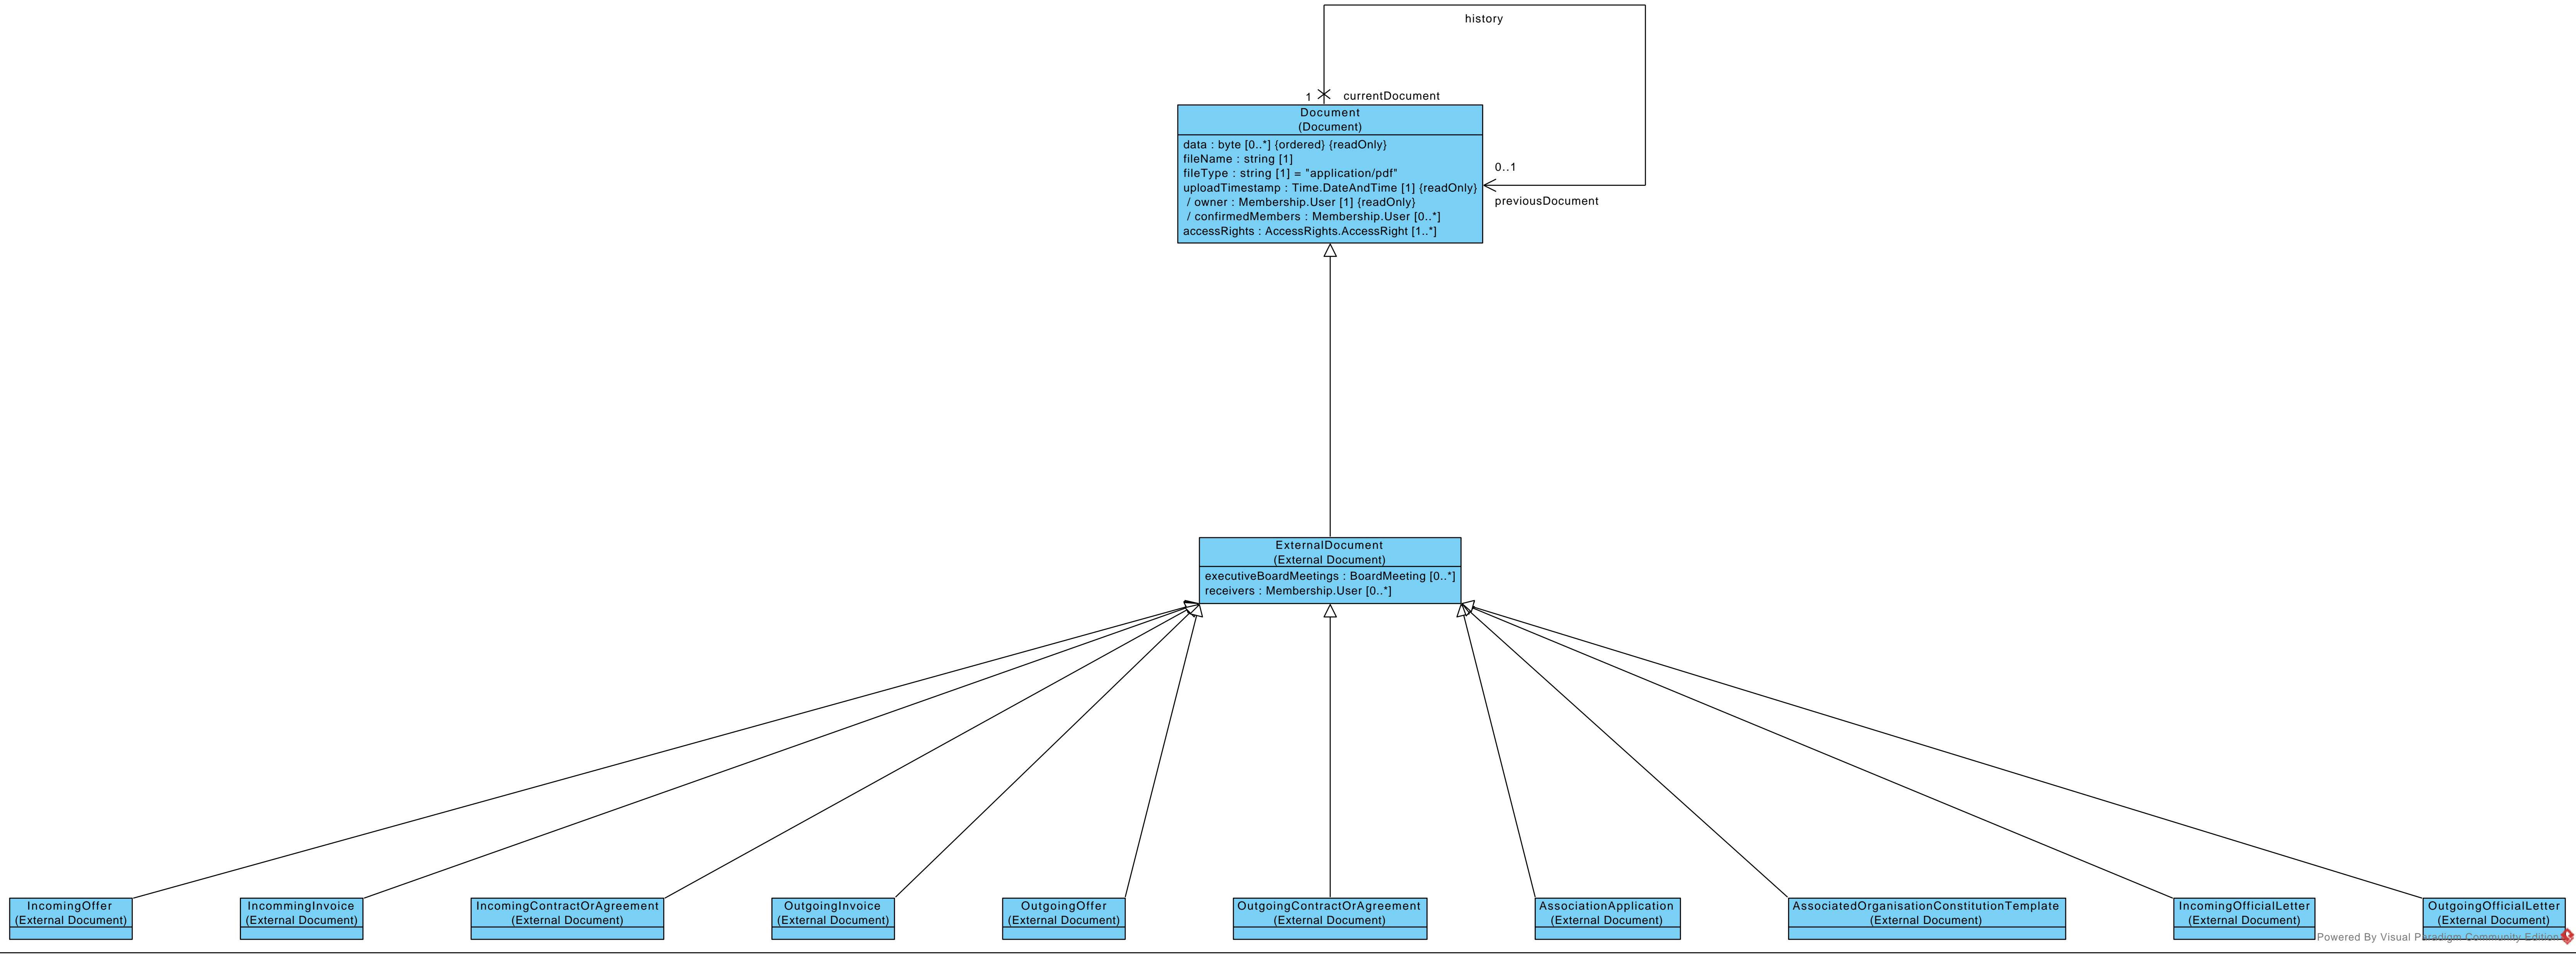 history
1
currentDocument
Document
(Document)
data : byte [0..*] {ordered} {readOnly}
fileName : string [1]
fileType : string [1] = "application/pdf"
uploadTimestamp : Time.DateAndTime [1] {readOnly}
/ owner : Membership.User [1] {readOnly}
/ confirmedMembers : Membership.User [0..*]
accessRights : AccessRights.AccessRight [1..*]
0..1
previousDocument
ExternalDocument
(External Document)
executiveBoardMeetings : BoardMeeting [0..*]
receivers : Membership.User [0..*]
IncomingOffer
(External Document)
IncommingInvoice
(External Document)
IncomingContractOrAgreement
(External Document)
OutgoingInvoice
(External Document)
OutgoingOffer
(External Document)
OutgoingContractOrAgreement
(External Document)
AssociationApplication
(External Document)
AssociatedOrganisationConstitutionTemplate
(External Document)
IncomingOfficialLetter
(External Document)
OutgoingOfficialLetter
(External Document)
Powered By Visual Paradigm Community Edition